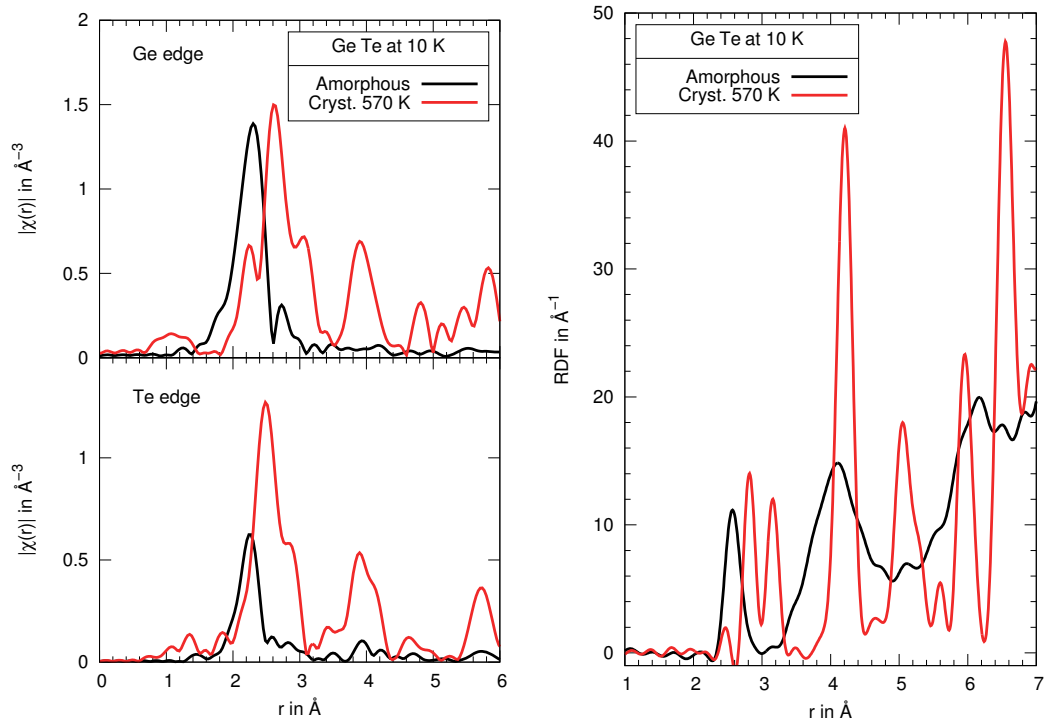 2
1.5
1
0.5
0
|χ(r)| in Å⁻³
Ge edge
Ge Te at 10 K
Amorphous
Cryst. 570 K
1
0.5
0
|χ(r)| in Å⁻³
Te edge
0 1 2 3 4 5 6
r in Å
50
40
30
20
10
0
RDF in Å⁻¹
Ge Te at 10 K
Amorphous
Cryst. 570 K
1 2 3 4 5 6 7
r in Å